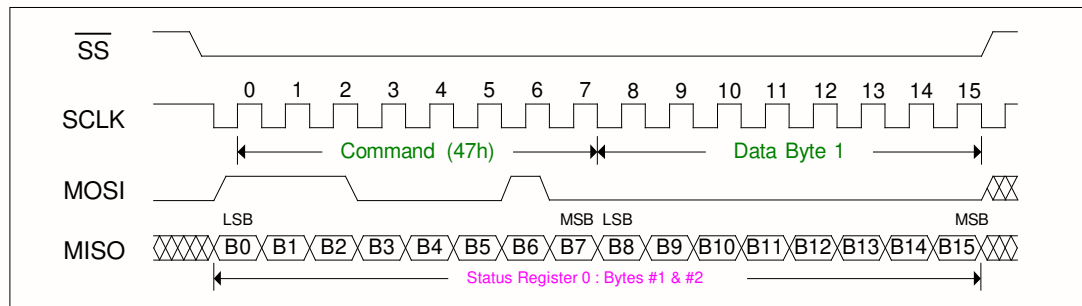 SS
0 1 2 3 4 5 6 7 8 9 10 11 12 13 14 15
SCLK
Command (47h) Data Byte 1
MOSI
LSB MSB LSB MSB
MISO B0 B1 B2 B3 B4 B5 B6 B7 B8 B9 B10 B11 B12 B13 B14 B15
Status Register 0 : Bytes #1 & #2